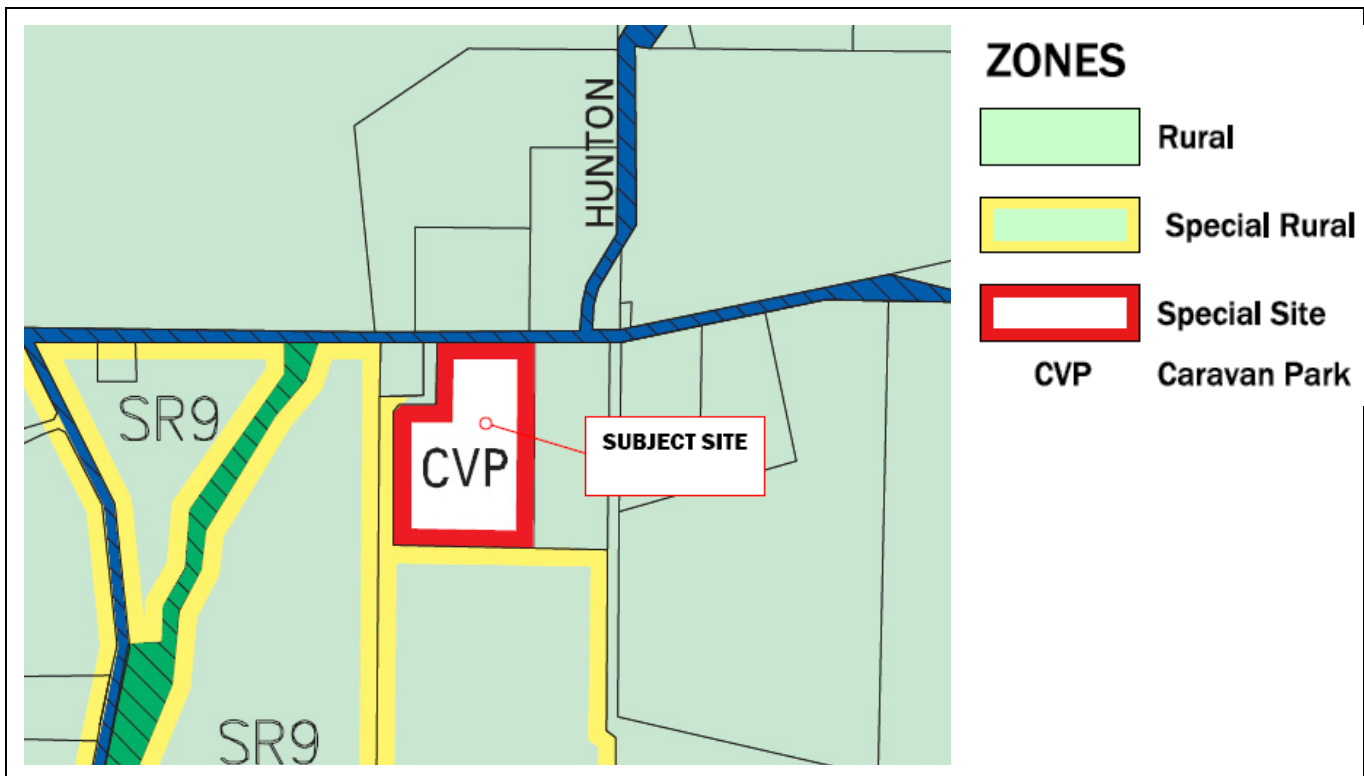 HUNTON
SR9
CVP
SUBJECT SITE
SR9
ZONES
Rural
Special Rural
Special Site
CVP Caravan Park